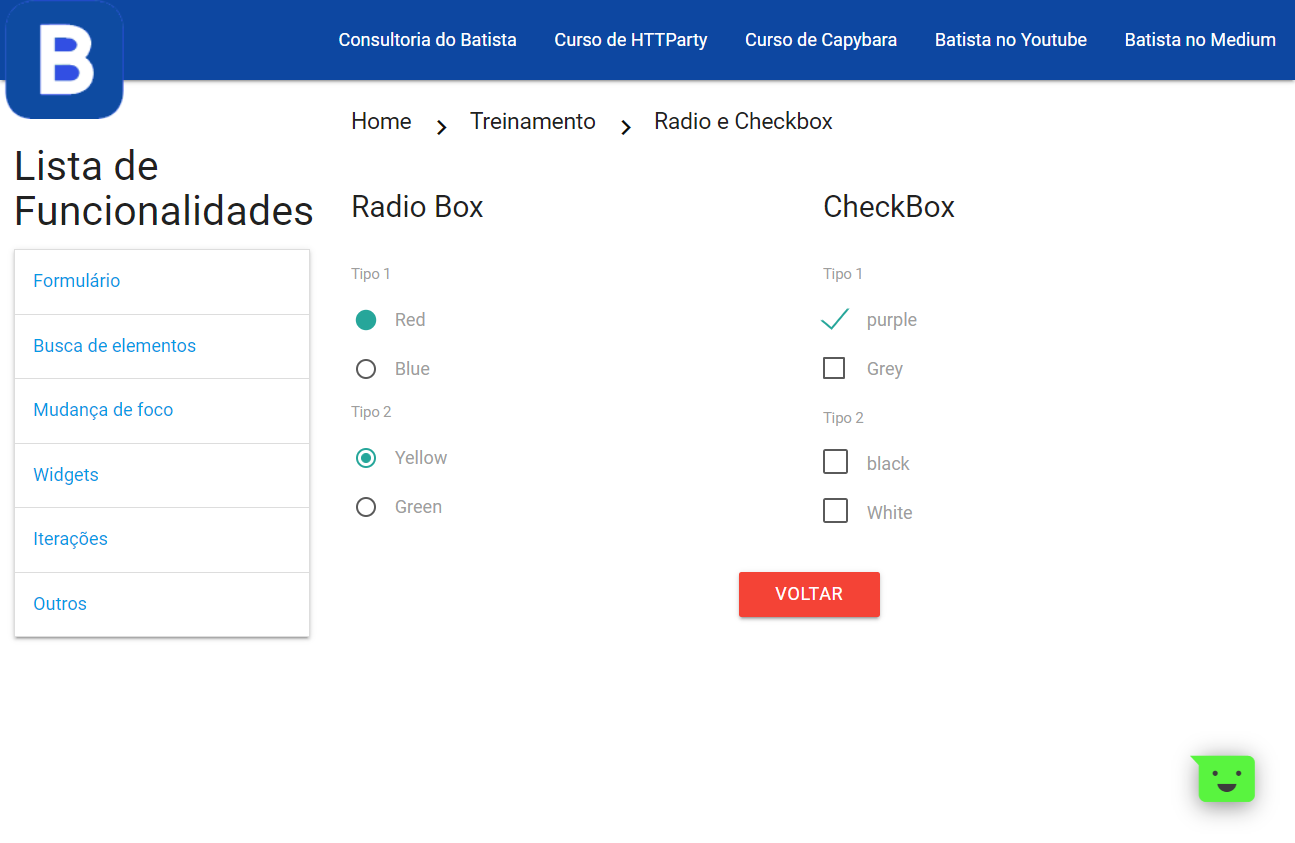 B
Consultoria do Batista Curso de HTTParty Curso de Capybara Batista no Youtube Batista no Medium
Home Treinamento Radio e Checkbox
Lista de
Funcionalidades
Formulário
Busca de elementos
Mudança de foco
Widgets
Iterações
Outros
Radio Box
Tipo 1
Red
Blue
Tipo 2
Yellow
Green
CheckBox
Tipo 1
purple
Grey
Tipo 2
black
White
VOLTAR